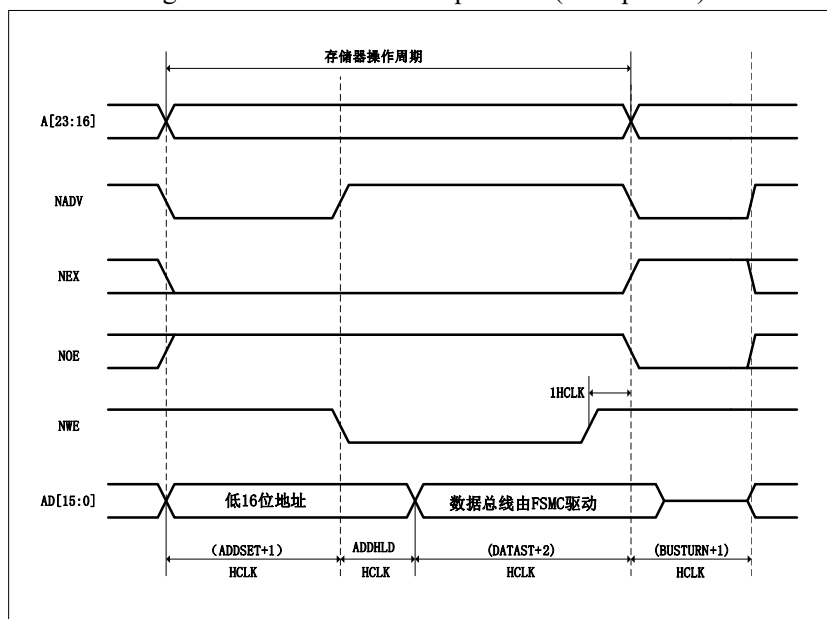 存储器操作周期
A[23:16]
NADV
NEX
NOE
1HCLK
NWE
AD[15:0]
低16位地址
数据总线由FSMC驱动
(ADDSET+1) ADDHLD (DATAST+2) (BUSTURN+1)
HCLK HCLK HCLK HCLK